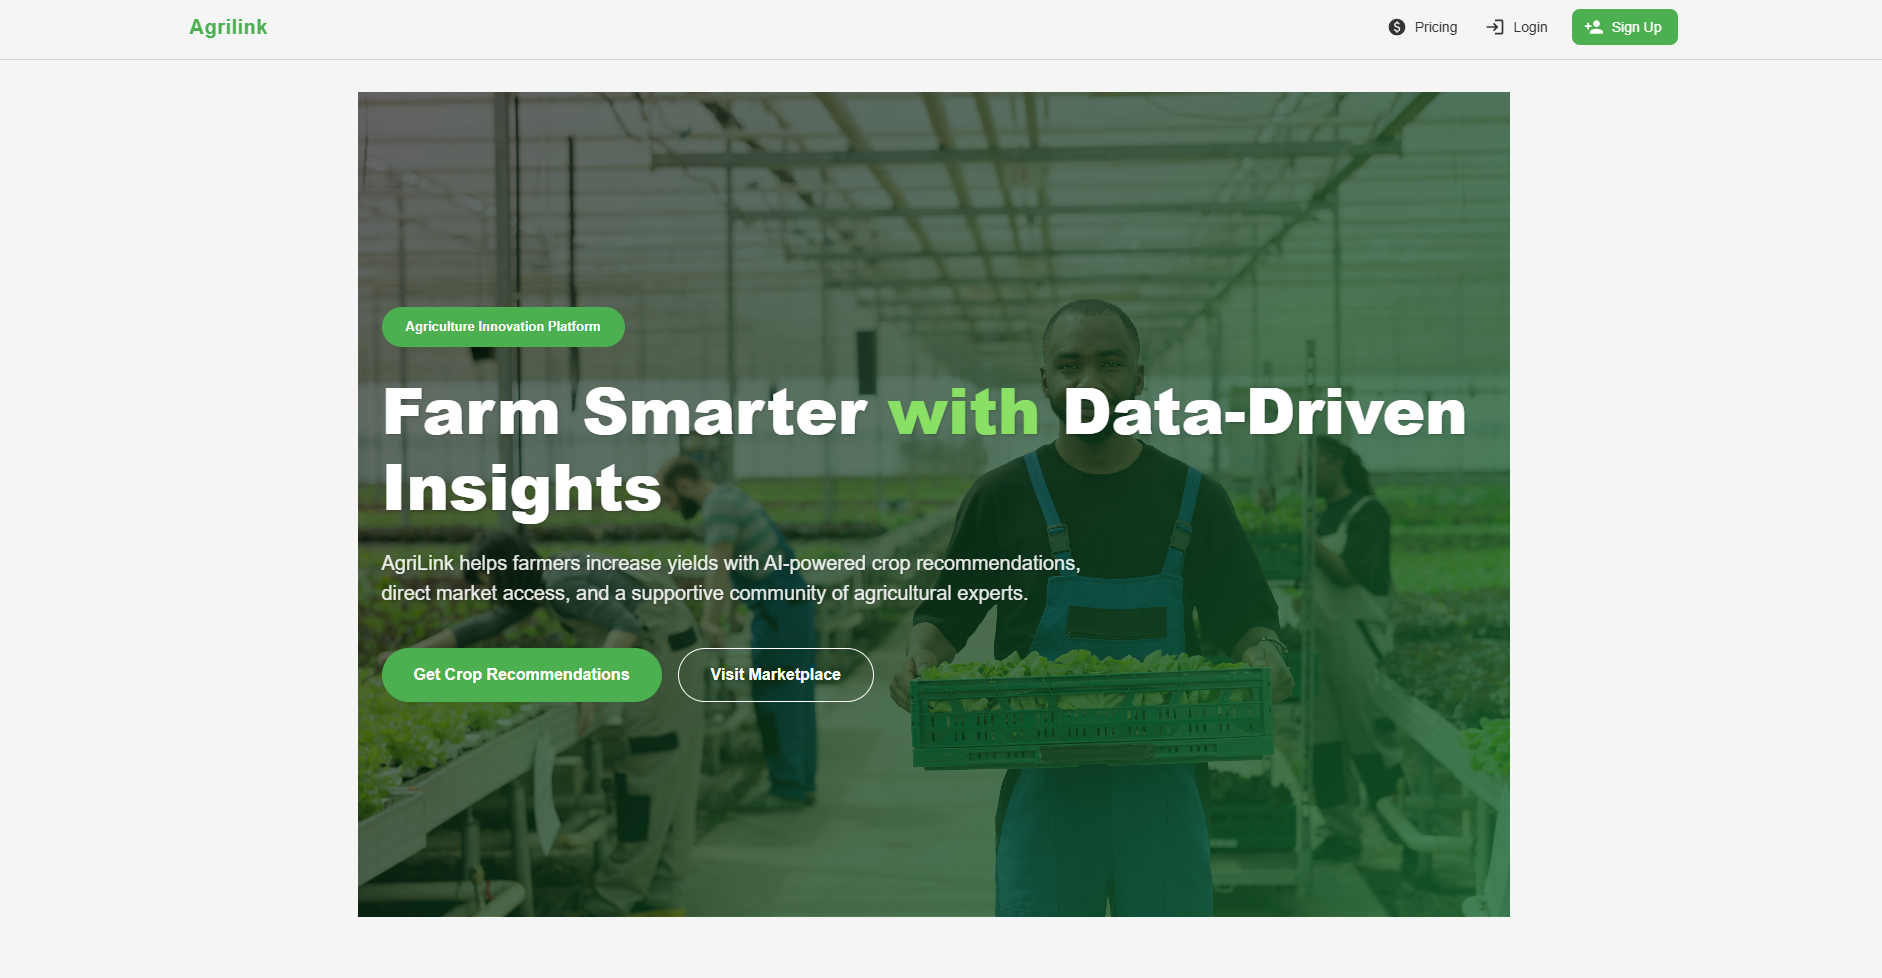 Agrilink
Pricing
Login
Sign Up
Agriculture Innovation Platform
Farm Smarter with Data-Driven
Insights
AgriLink helps farmers increase yields with AI-powered crop recommendations,
direct market access, and a supportive community of agricultural experts.
Get Crop Recommendations
Visit Marketplace